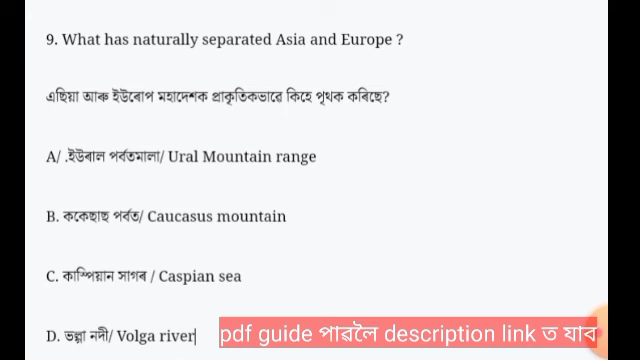 9. What has naturally separated Asia and Europe ?
এছিয়া আৰু ইউৰোপ মহাদেশক প্ৰাকৃতিকভাৱে কিহে পৃথক কৰিছে?
A/ .ইউৰাল পৰ্বতমালা/ Ural Mountain range
B. ককেছাছ পৰ্বত/ Caucasus mountain
C. কাস্পিয়ান সাগৰ / Caspian sea
D. ভল্গা নদী/ Volga river
pdf guide পাৱলৈ description link ত যাব